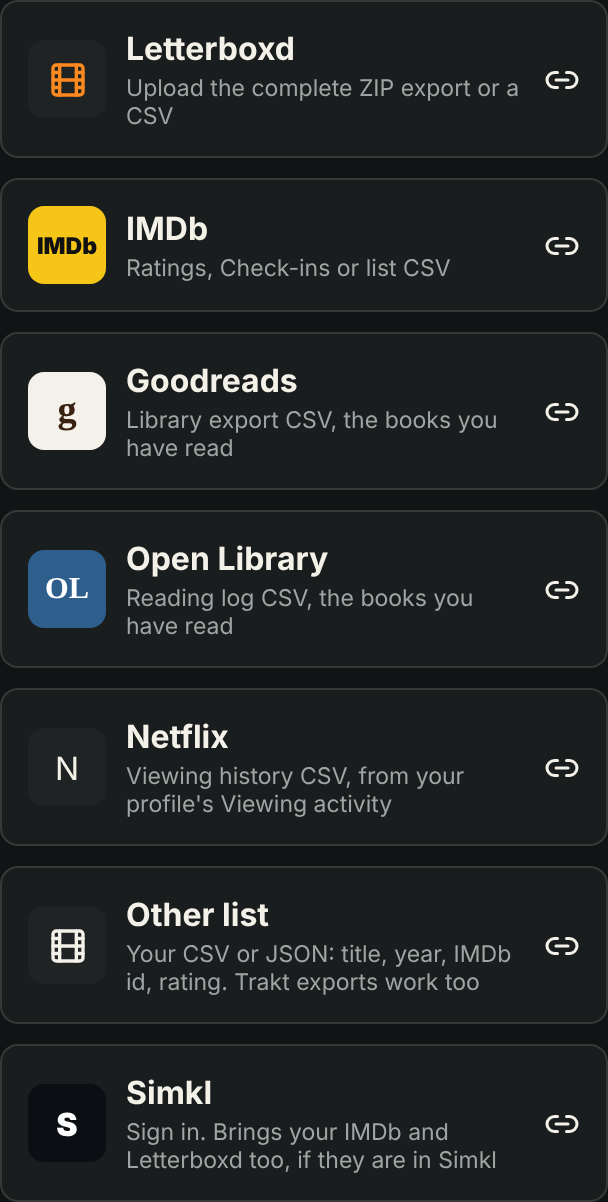 Letterboxd
Upload the complete ZIP export or a
CSV
IMDb
IMDb
Ratings, Check-ins or list CSV
g
Goodreads
Library export CSV, the books you
have read
OL
Open Library
Reading log CSV, the books you
have read
N
Netflix
Viewing history CSV, from your
profile's Viewing activity
Other list
Your CSV or JSON: title, year, IMDb
id, rating. Trakt exports work too
S
Simkl
Sign in. Brings your IMDb and
Letterboxd too, if they are in Simkl